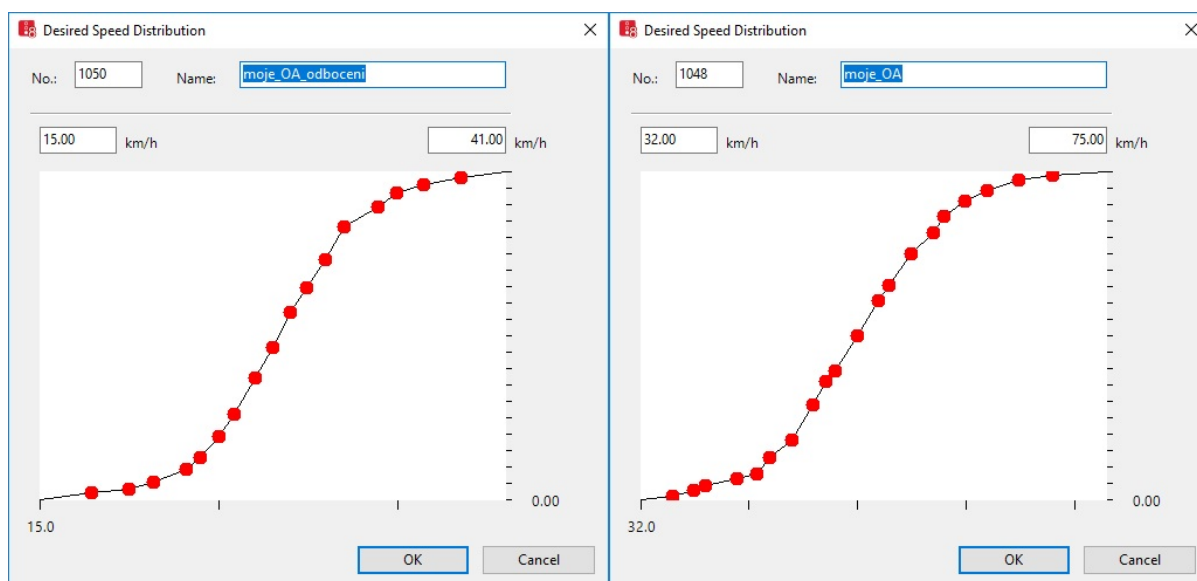 Desired Speed Distribution
No.: 1050 Name: moje_OA_odboceni
15.00 km/h 41.00 km/h
0.00
15.0
OK Cancel
Desired Speed Distribution
No.: 1048 Name: moje_OA
32.00 km/h 75.00 km/h
0.00
32.0
OK Cancel